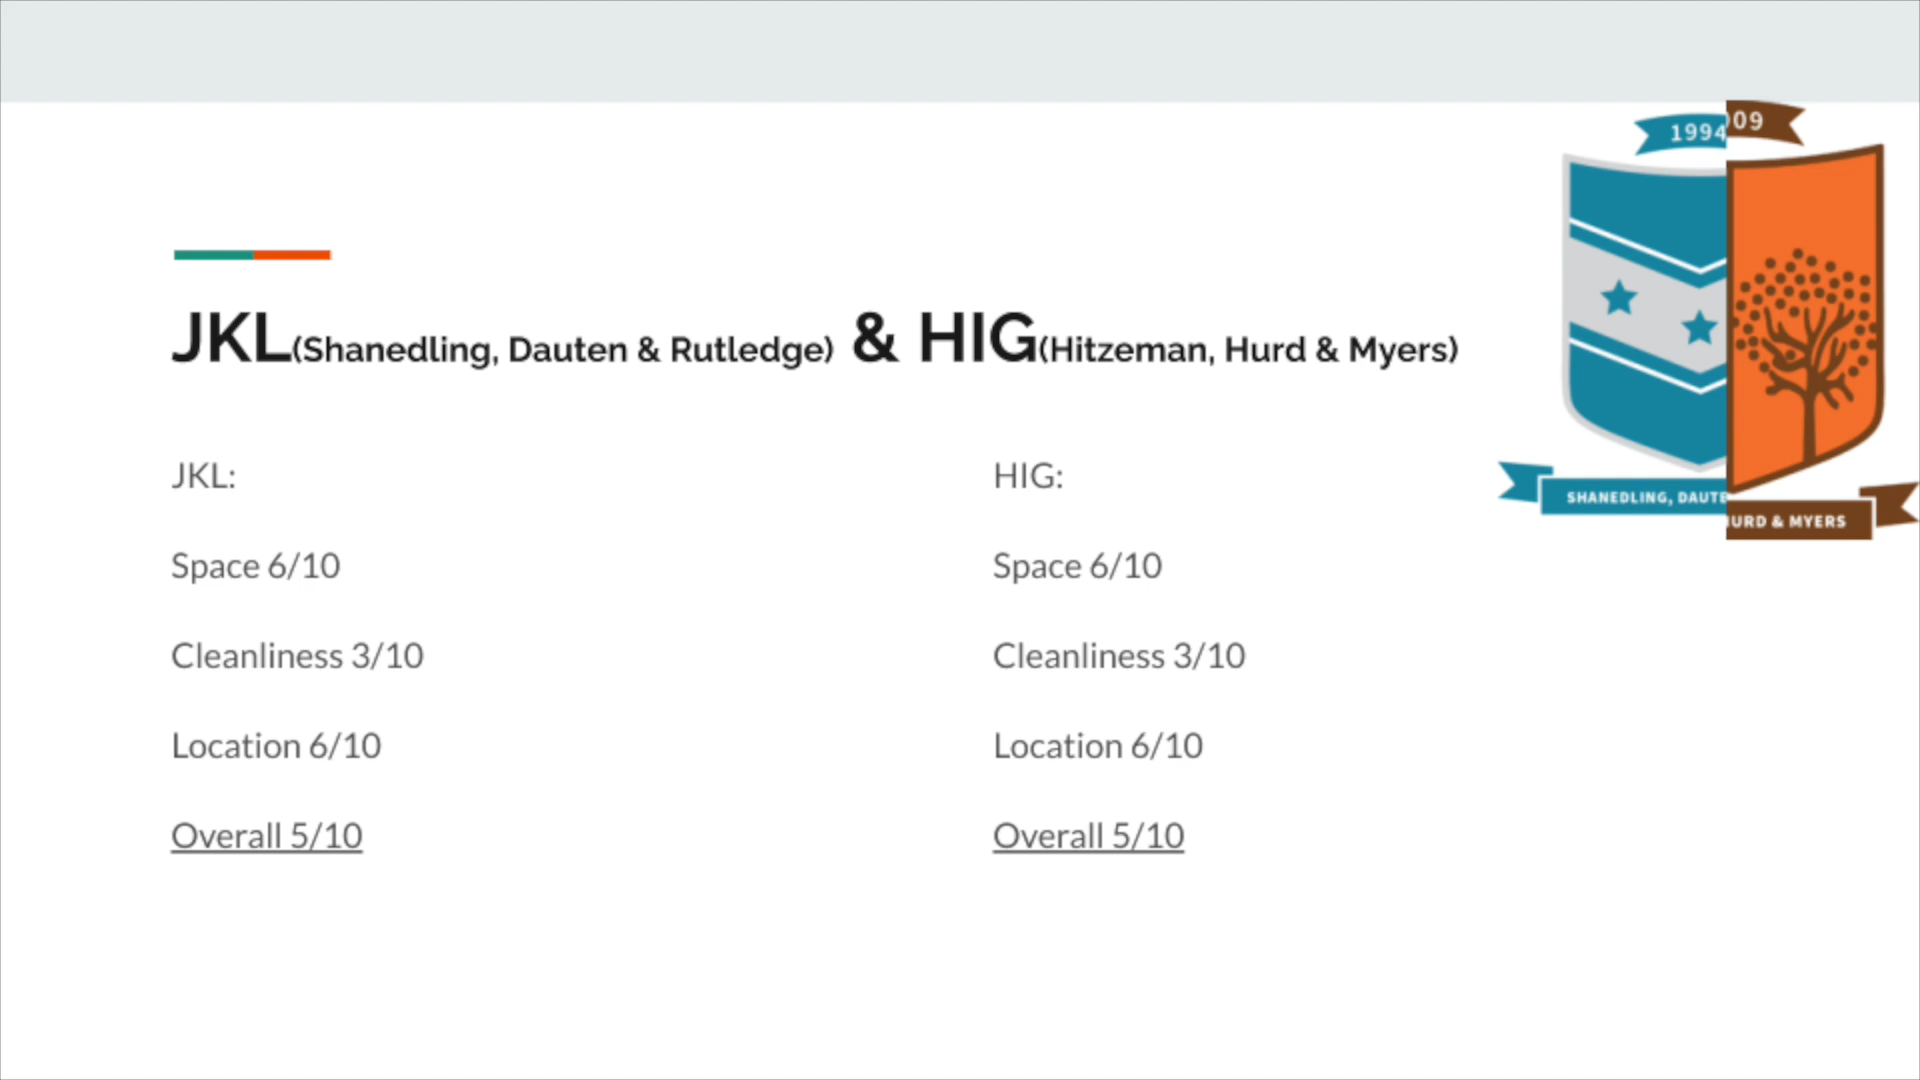 1994
09
JKL(Shanedling, Dauten & Rutledge) & HIG(Hitzeman, Hurd & Myers)
SHANEDLING, DAUTE
URD & MYERS
JKL:
Space 6/10
Cleanliness 3/10
Location 6/10
Overall 5/10
HIG:
Space 6/10
Cleanliness 3/10
Location 6/10
Overall 5/10